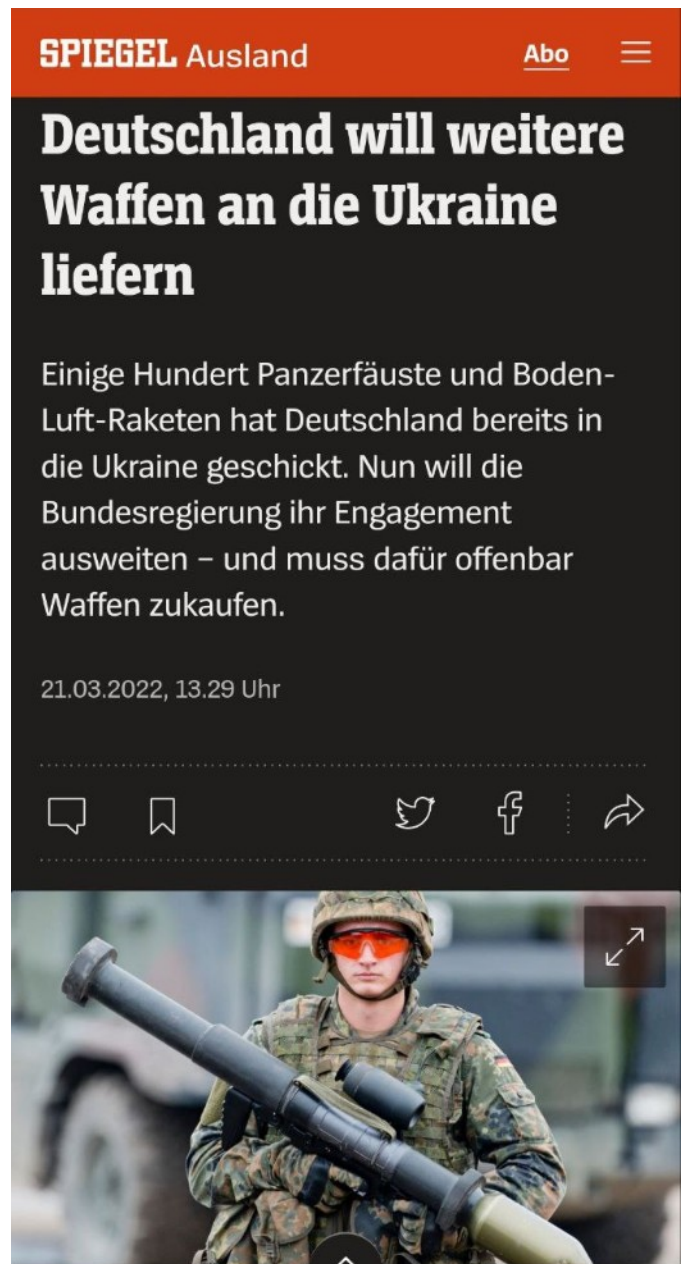 SPIEGEL Ausland
Abo
Deutschland will weitere
Waffen an die Ukraine
liefern
Einige Hundert Panzerfäuste und Boden-
Luft-Raketen hat Deutschland bereits in
die Ukraine geschickt. Nun will die
Bundesregierung ihr Engagement
ausweiten – und muss dafür offenbar
Waffen zukaufen.
21.03.2022, 13.29 Uhr